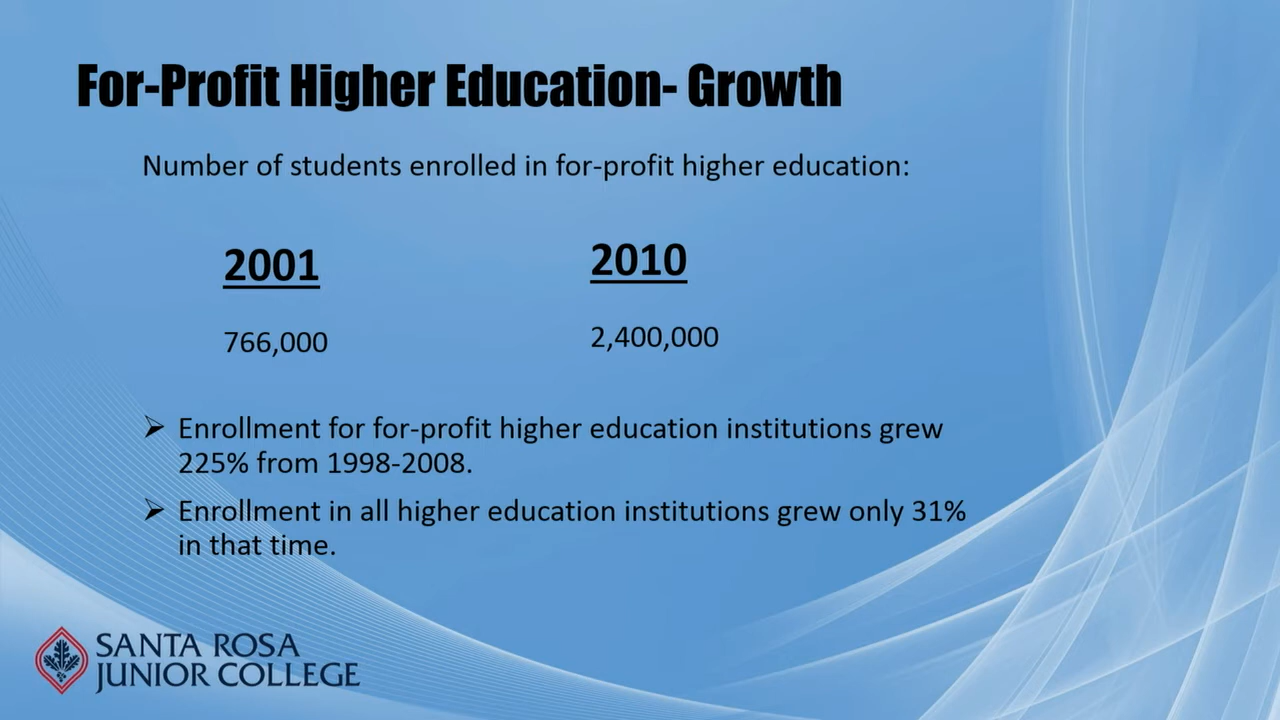 For-Profit Higher Education- Growth
Number of students enrolled in for-profit higher education:
2001
2010
766,000
2,400,000
➢ Enrollment for for-profit higher education institutions grew
225% from 1998-2008.
➢ Enrollment in all higher education institutions grew only 31%
in that time.
SANTA ROSA
JUNIOR COLLEGE